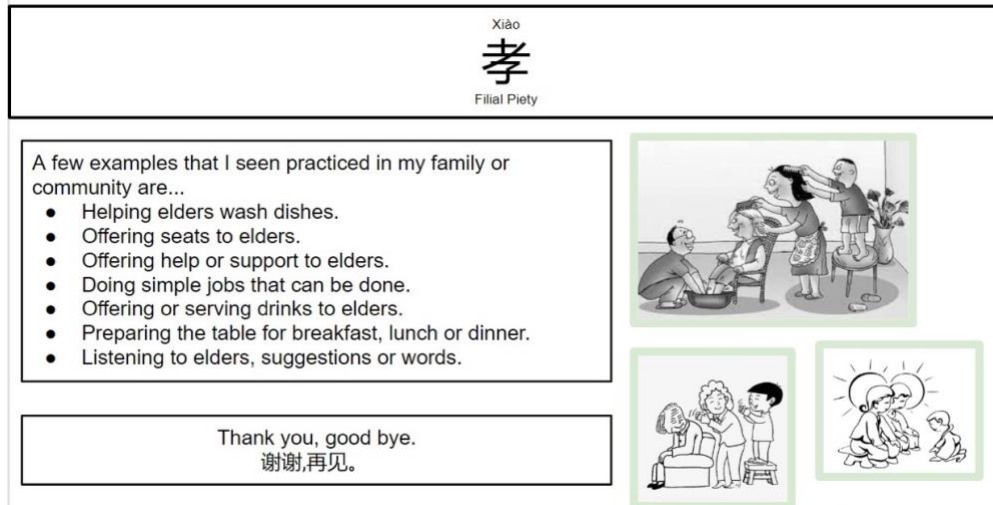 Xiào
孝
Filial Piety
A few examples that I seen practiced in my family or
community are...
● Helping elders wash dishes.
● Offering seats to elders.
● Offering help or support to elders.
● Doing simple jobs that can be done.
● Offering or serving drinks to elders.
● Preparing the table for breakfast, lunch or dinner.
● Listening to elders, suggestions or words.
Thank you, good bye.
谢谢,再见。